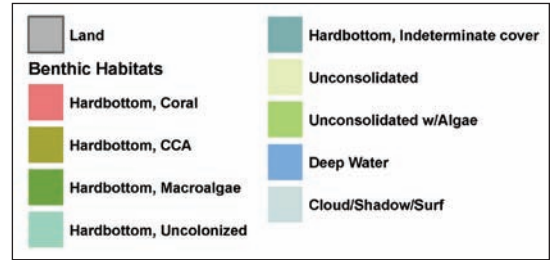 Land
Benthic Habitats
Hardbottom, Coral
Hardbottom, CCA
Hardbottom, Macroalgae
Hardbottom, Uncolonized
Hardbottom, Indeterminate cover
Unconsolidated
Unconsolidated w/Algae
Deep Water
Cloud/Shadow/Surf